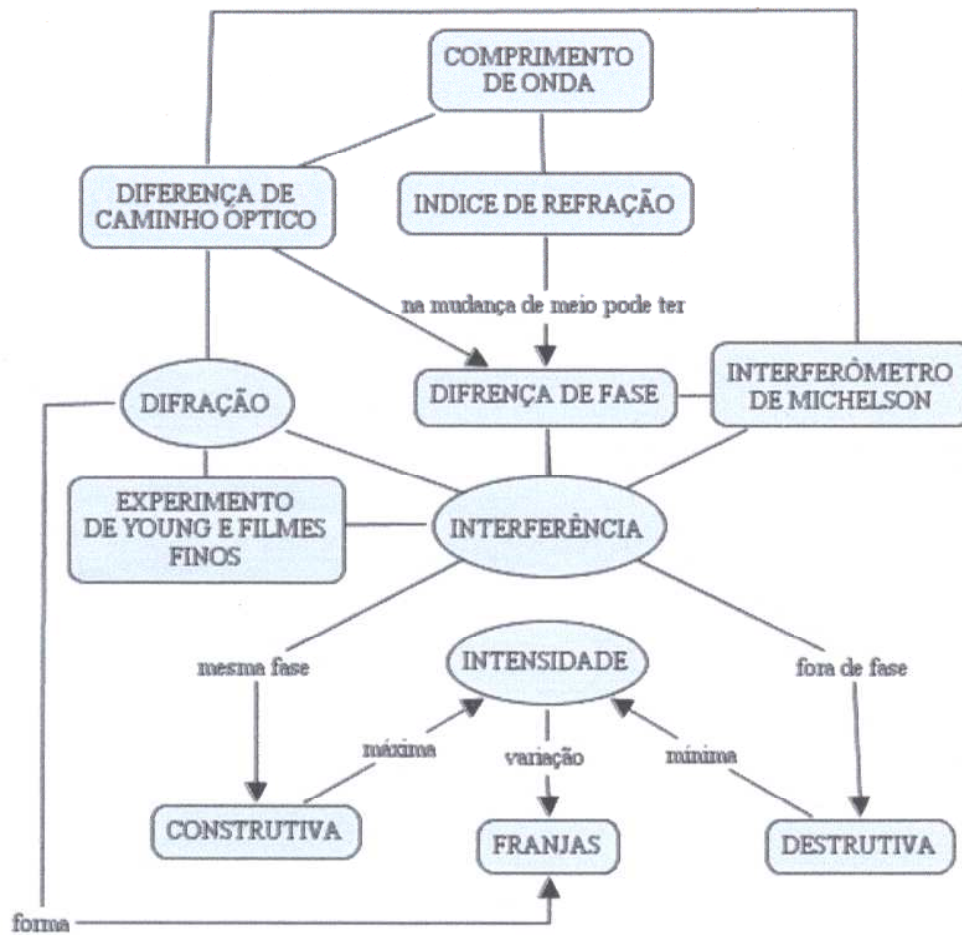 COMPRIMENTO
DE ONDA
DIFERENÇA DE
CAMINHO ÓPTICO
INDICE DE REFRAÇÃO
na mudança de meio pode ter
DIFRAÇÃO
DIFRENÇA DE FASE
INTERFERÔMETRO
DE MICHELSON
EXPERIMENTO
DE YOUNG E FILMES
FINOS
INTERFERÊNCIA
mesma fase
INTENSIDADE
fora de fase
máxima
variação
mínima
CONSTRUTIVA
FRANJAS
DESTRUTIVA
forma